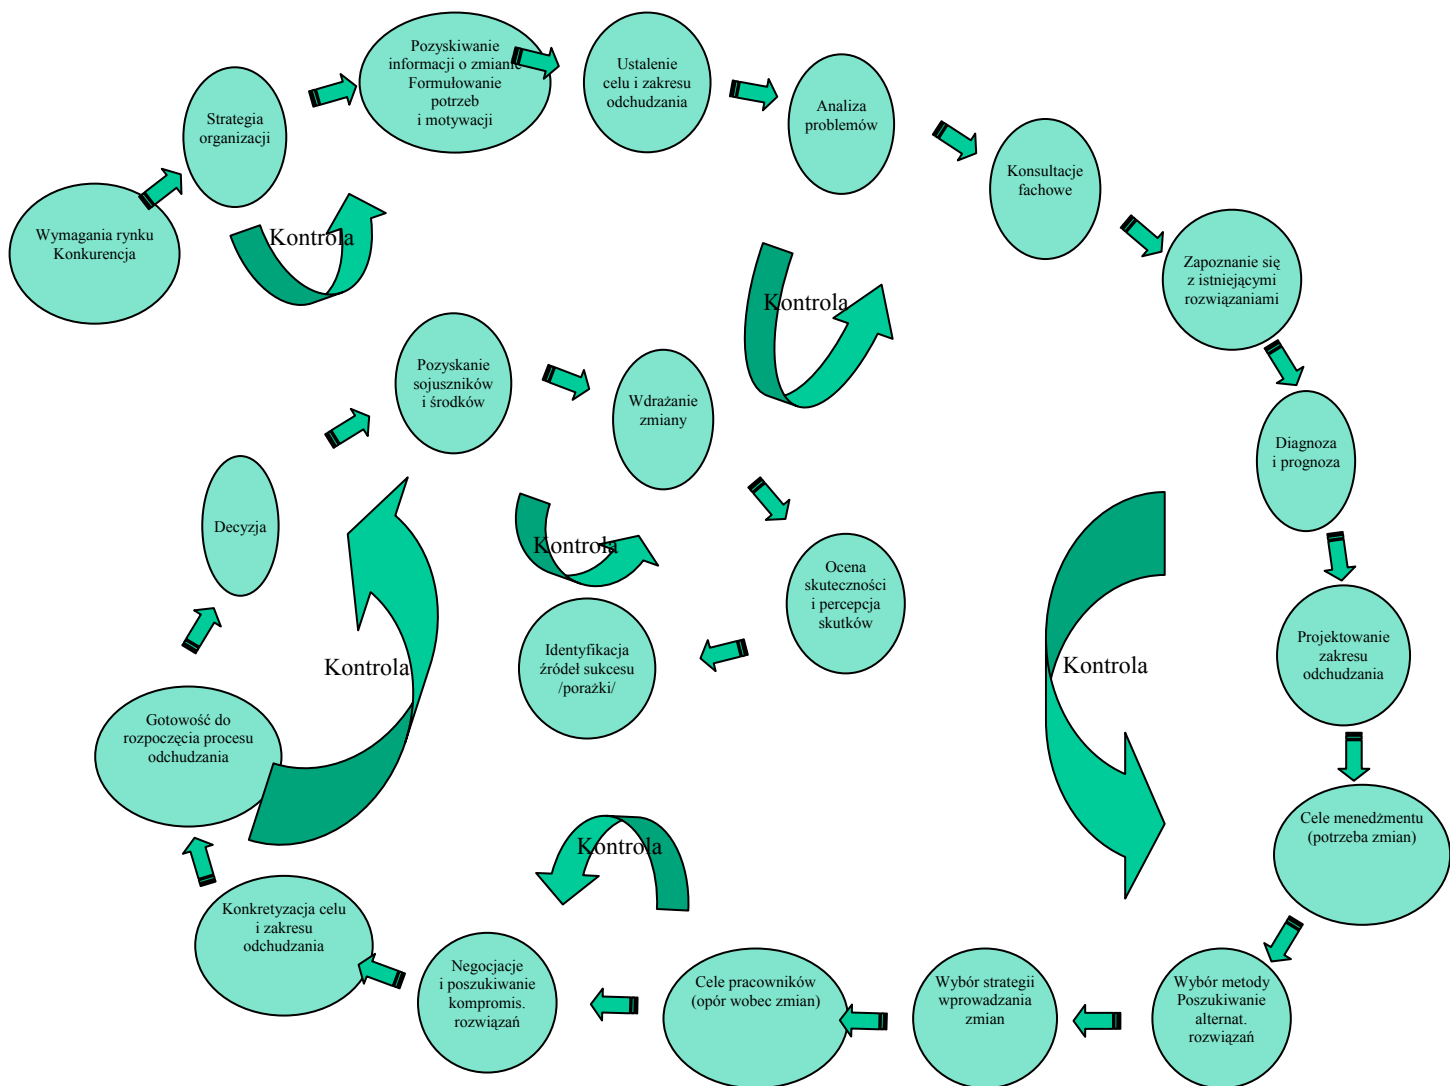 Wymagania rynku
Konkurencja
Strategia
organizacji
Pozyskiwanie
informacji o zmianie
Formułowanie
potrzeb
i motywacji
Ustalenie
celu i zakresu
odchudzania
Analiza
problemów
Konsultacje
fachowe
Zapoznanie się
z istniejącymi
rozwiązaniami
Diagnoza
i prognoza
Projektowanie
zakresu
odchudzania
Cele menedżmentu
(potrzeba zmian)
Wybór metody
Poszukiwanie
alternat.
rozwiązań
Wybór strategii
wprowadzania
zmian
Cele pracowników
(opór wobec zmian)
Negocjacje
i poszukiwanie
kompromis.
rozwiązań
Konkretyzacja celu
i zakresu
odchudzania
Gotowość do
rozpoczęcia procesu
odchudzania
Decyzja
Pozyskanie
sojuszników
i środków
Wdrażanie
zmiany
Ocena
skuteczności
i percepcja
skutków
Identyfikacja
źródeł sukcesu
/porażki/
Kontrola
Kontrola
Kontrola
Kontrola
Kontrola
Kontrola